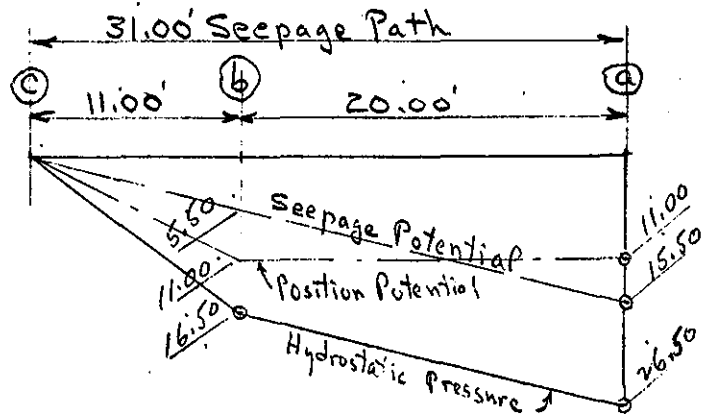 31.00' Seepage Path
c b a
11.00' 20.00'
5.50 Seepage Potential 11.00
15.50
11.00 Position Potential
16.50
Hydrostatic Pressure 26.50